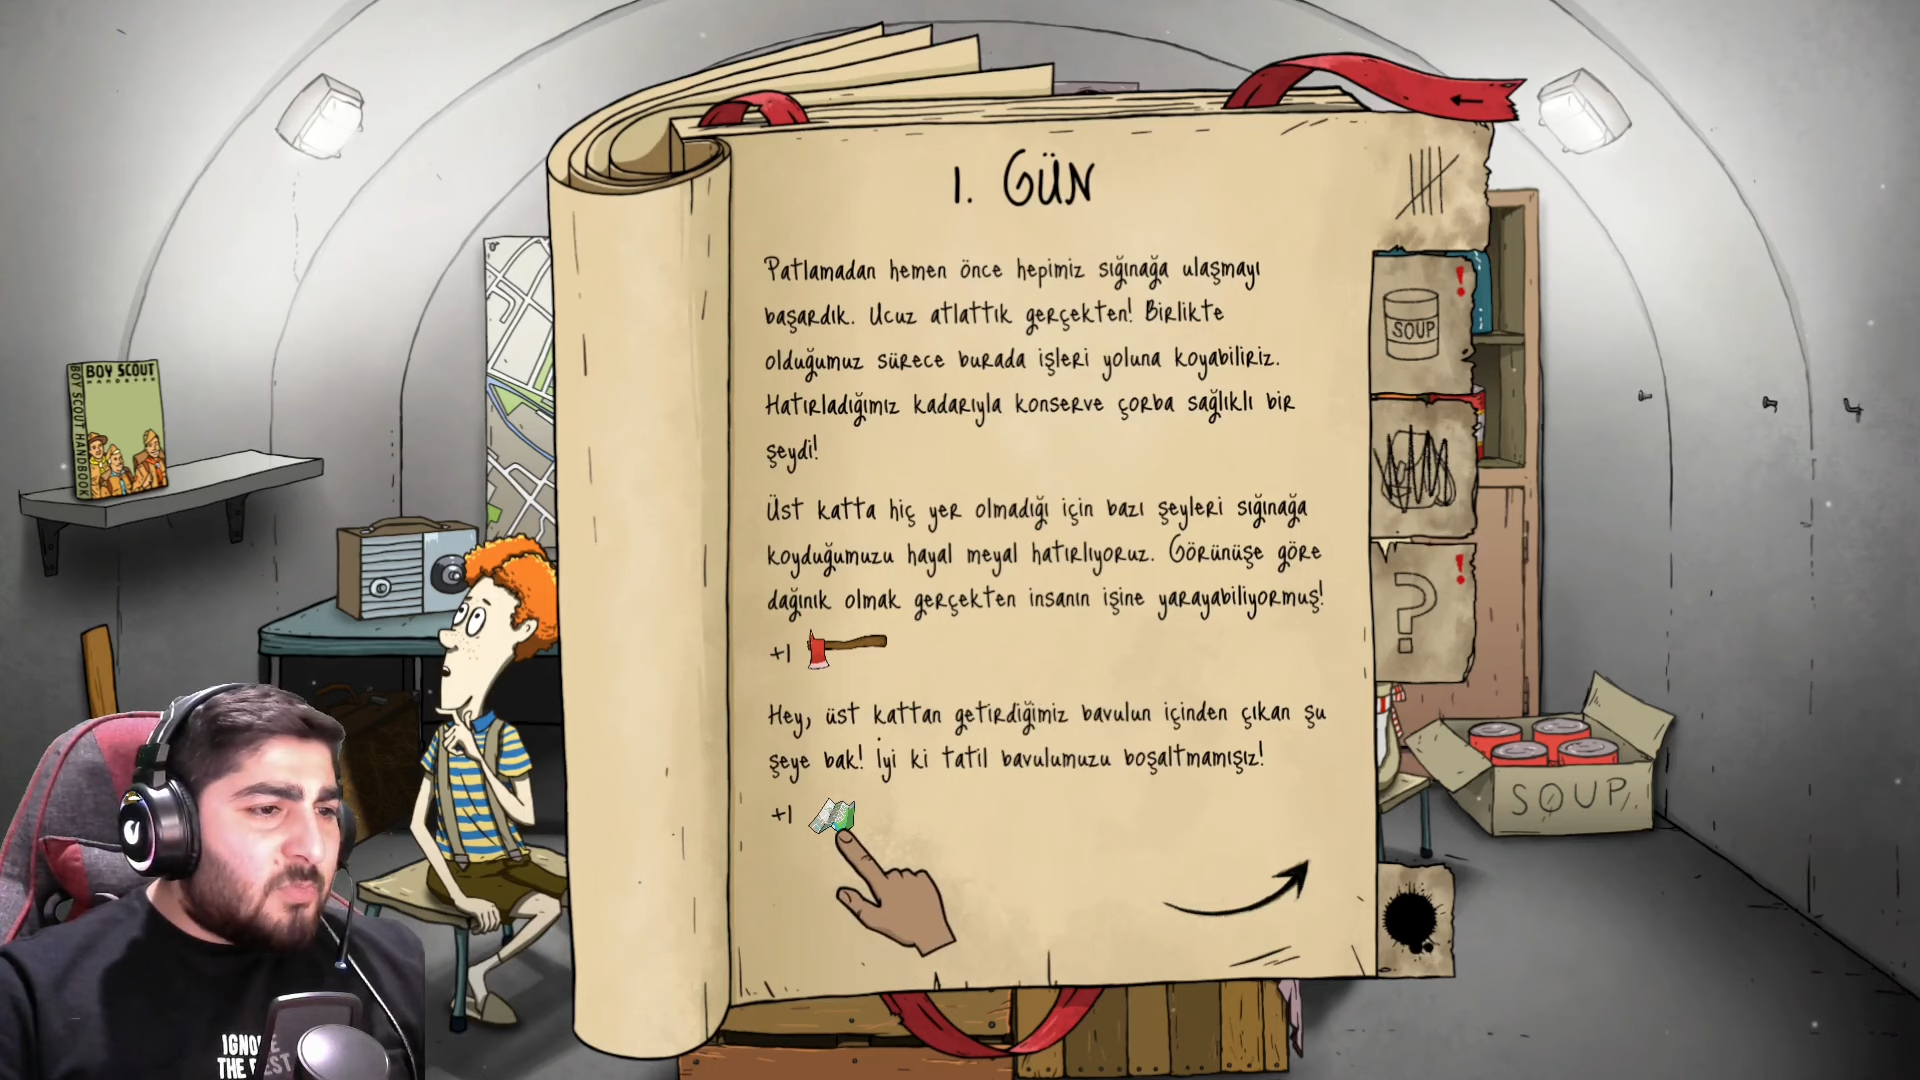 1. GÜN
Patlamadan hemen önce hepimiz sığınağa ulaşmayı
başardık. Ucuz atlattık gerçekten! Birlikte
olduğumuz sürece burada işleri yoluna koyabiliriz.
Hatırladığımız kadarıyla konserve çorba sağlıklı bir
şeydi!
Üst katta hiç yer olmadığı için bazı şeyleri sığınağa
koyduğumuzu hayal meyal hatırlıyoruz. Görünüşe göre
dağınık olmak gerçekten insanın işine yarayabiliyormuş!
+1
Hey, üst kattan getirdiğimiz bavulun içinden çıkan şu
şeye bak! İyi ki tatil bavulumuzu boşaltmamışız!
+1
SOUP
!
?
!
BOY SCOUT
HANDBOOK
BOY SCOUT HANDBOOK
SOUP
THE